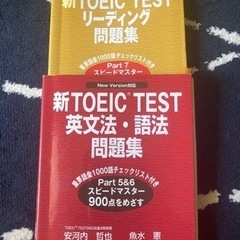 新TOEIC TEST
リーディング
問題集
重要語句1000語チェックリスト付き
Part 7
スピードマスター
New Version対応
新TOEIC® TEST
英文法・語法
問題集
重要語句1000語チェックリスト付き
Part 5&6
スピードマスター
900点をめざす
安河内 哲也 魚水 憲